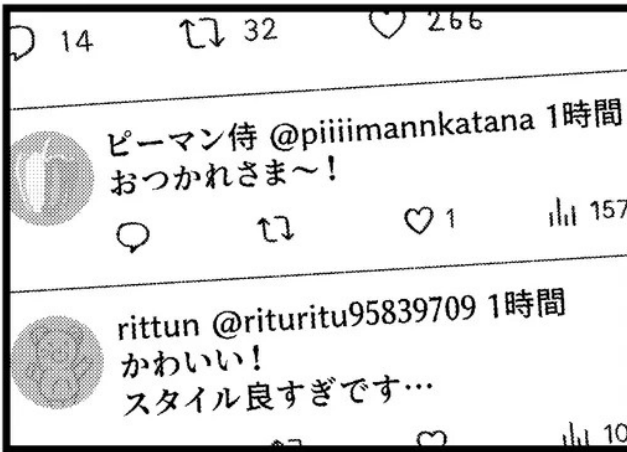 14 32 266
ピーマン侍 @piiiimannkatana 1時間
おつかれさま〜！
1 157
rittun @rituritu95839709 1時間
かわいい！
スタイル良すぎです…
10